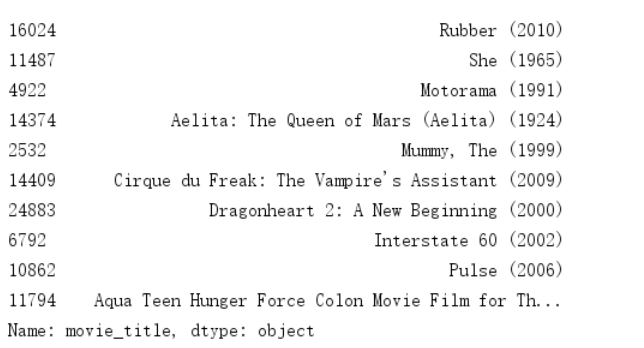 16024 Rubber (2010)
11487 She (1965)
4922 Motorama (1991)
14374 Aelita: The Queen of Mars (Aelita) (1924)
2532 Mummy, The (1999)
14409 Cirque du Freak: The Vampire's Assistant (2009)
24883 Dragonheart 2: A New Beginning (2000)
6792 Interstate 60 (2002)
10862 Pulse (2006)
11794 Aqua Teen Hunger Force Colon Movie Film for Th...
Name: movie_title, dtype: object